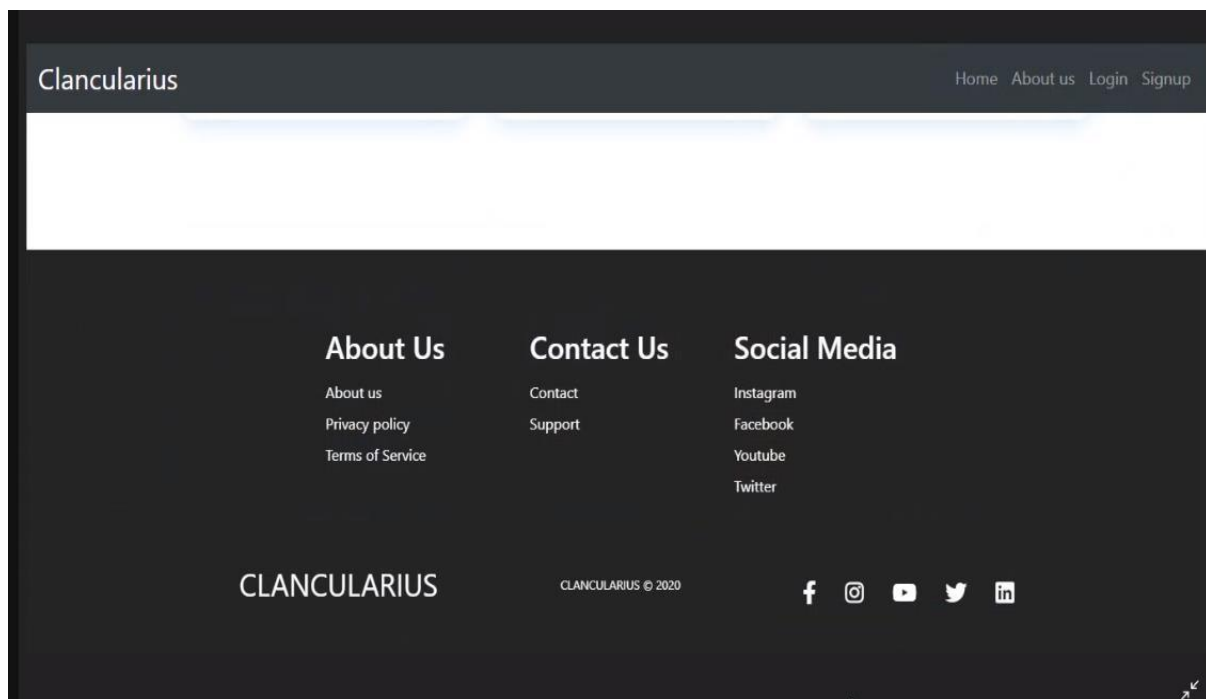 Clancularius
Home About us Login Signup
About Us Contact Us Social Media
About us Contact Instagram
Privacy policy Support Facebook
Terms of Service Youtube
Twitter
CLANCULARIUS CLANCULARIUS © 2020